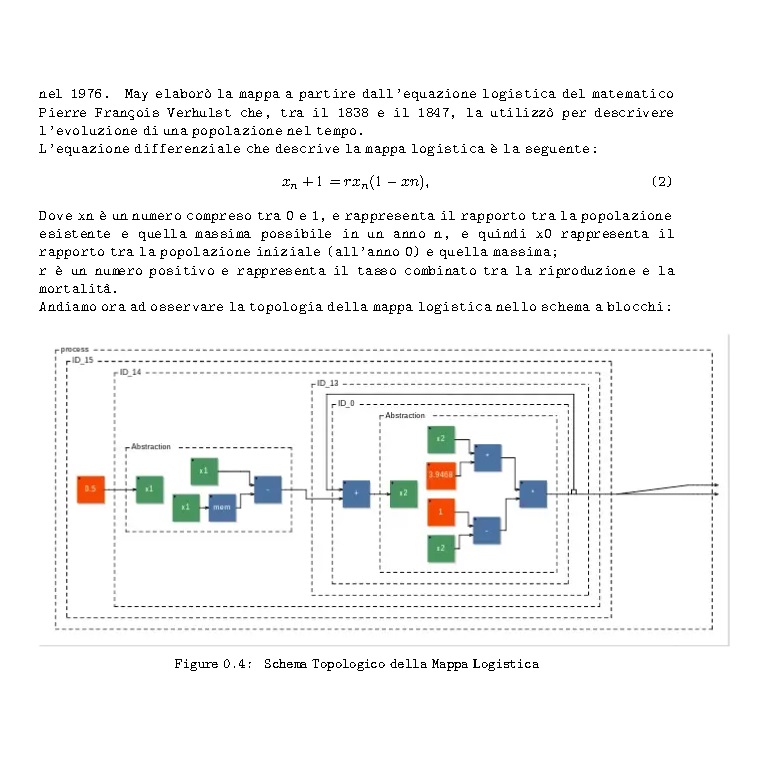 nel 1976. May elaborò la mappa a partire dall'equazione logistica del matematico
Pierre François Verhulst che, tra il 1838 e il 1847, la utilizzò per descrivere
l'evoluzione di una popolazione nel tempo.
L'equazione differenziale che descrive la mappa logistica è la seguente:
xₙ + 1 = rxₙ(1 − xn), (2)
Dove xn è un numero compreso tra 0 e 1, e rappresenta il rapporto tra la popolazione
esistente e quella massima possibile in un anno n, e quindi x0 rappresenta il
rapporto tra la popolazione iniziale (all'anno 0) e quella massima;
r è un numero positivo e rappresenta il tasso combinato tra la riproduzione e la
mortalità.
Andiamo ora ad osservare la topologia della mappa logistica nello schema a blocchi:
process
ID_15
ID_14
ID_13
ID_0
Abstraction
Abstraction
x2
*
3.9468
x1
3.5
x1
-
x1
mem
+
x2
*
1
-
x2
Figure 0.4: Schema Topologico della Mappa Logistica